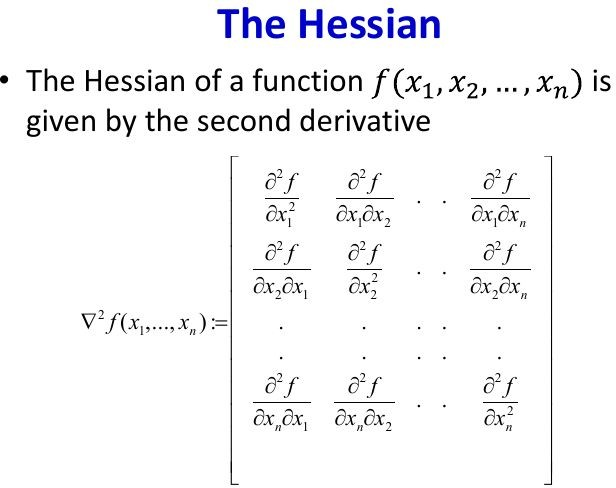 The Hessian
• The Hessian of a function f(x₁, x₂, … , xₙ) is
given by the second derivative
∂²f/∂x₁² ∂²f/∂x₁∂x₂ . . ∂²f/∂x₁∂xₙ
∂²f/∂x₂∂x₁ ∂²f/∂x₂² . . ∂²f/∂x₂∂xₙ
∇²f(x₁,...,xₙ):= . . . . .
. . . . .
∂²f/∂xₙ∂x₁ ∂²f/∂xₙ∂x₂ . . ∂²f/∂xₙ²